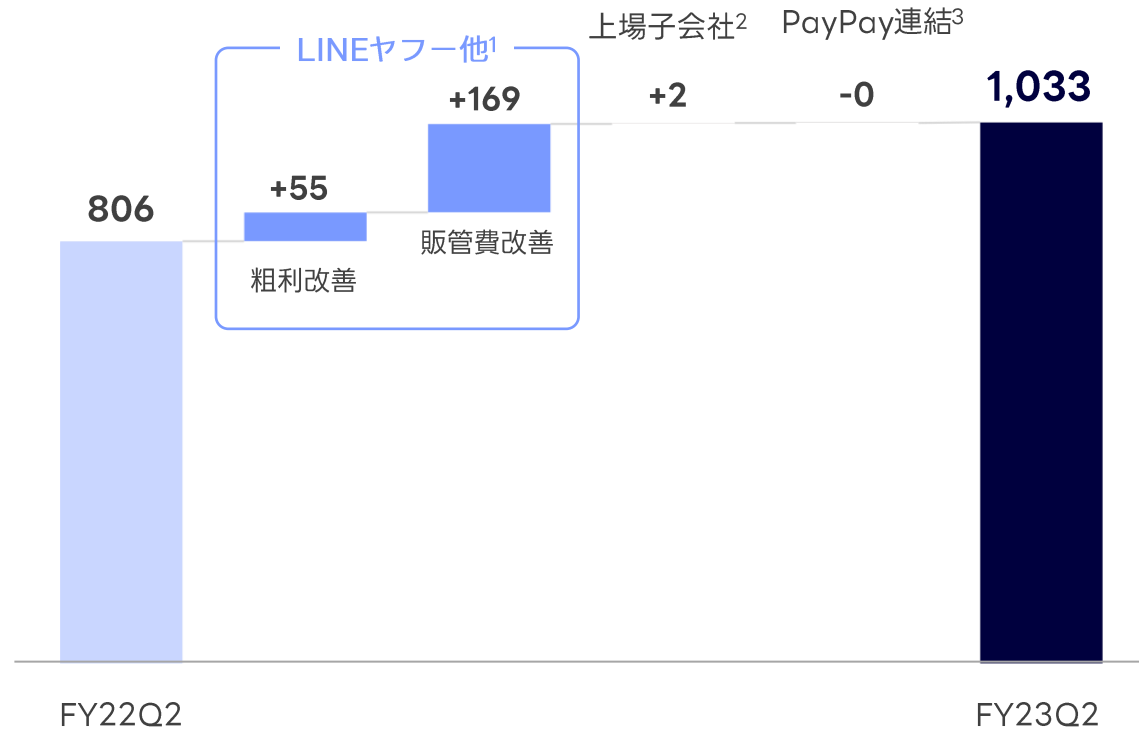 上場子会社2
PayPay連結3
LINEヤフー他1
806
+55
+169
+2
-0
1,033
粗利改善
販管費改善
FY22Q2
FY23Q2